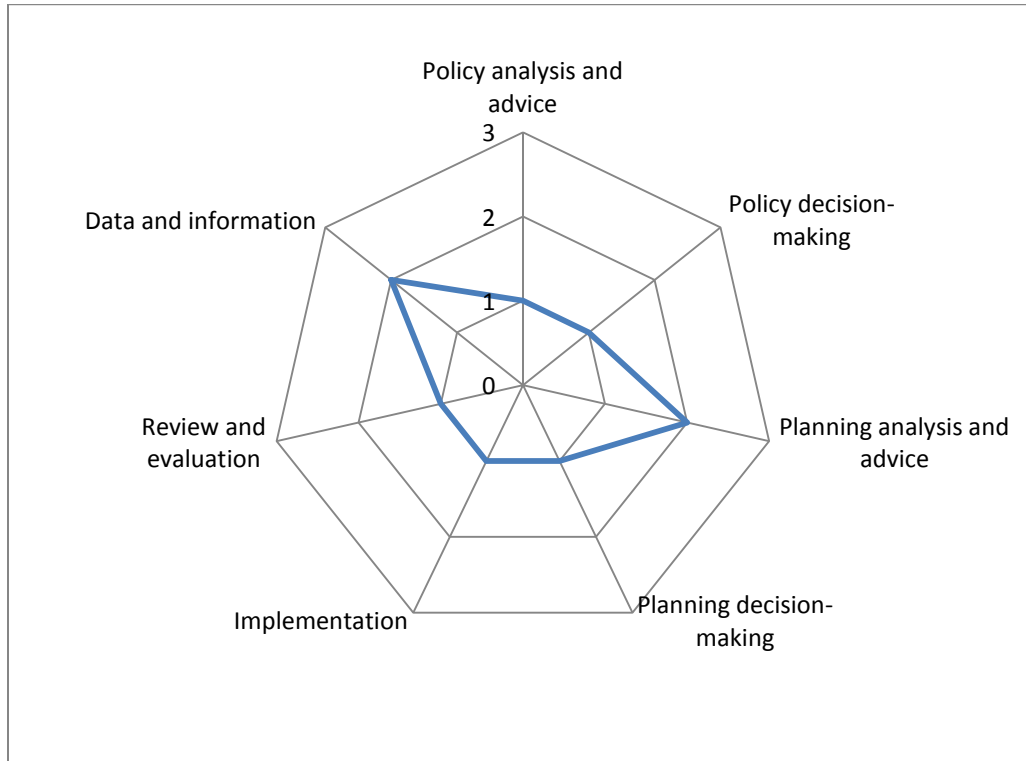 Policy analysis and
advice
3
Policy decision-
making
Data and information
2
1
0
Planning analysis and
advice
Review and
evaluation
Planning decision-
making
Implementation